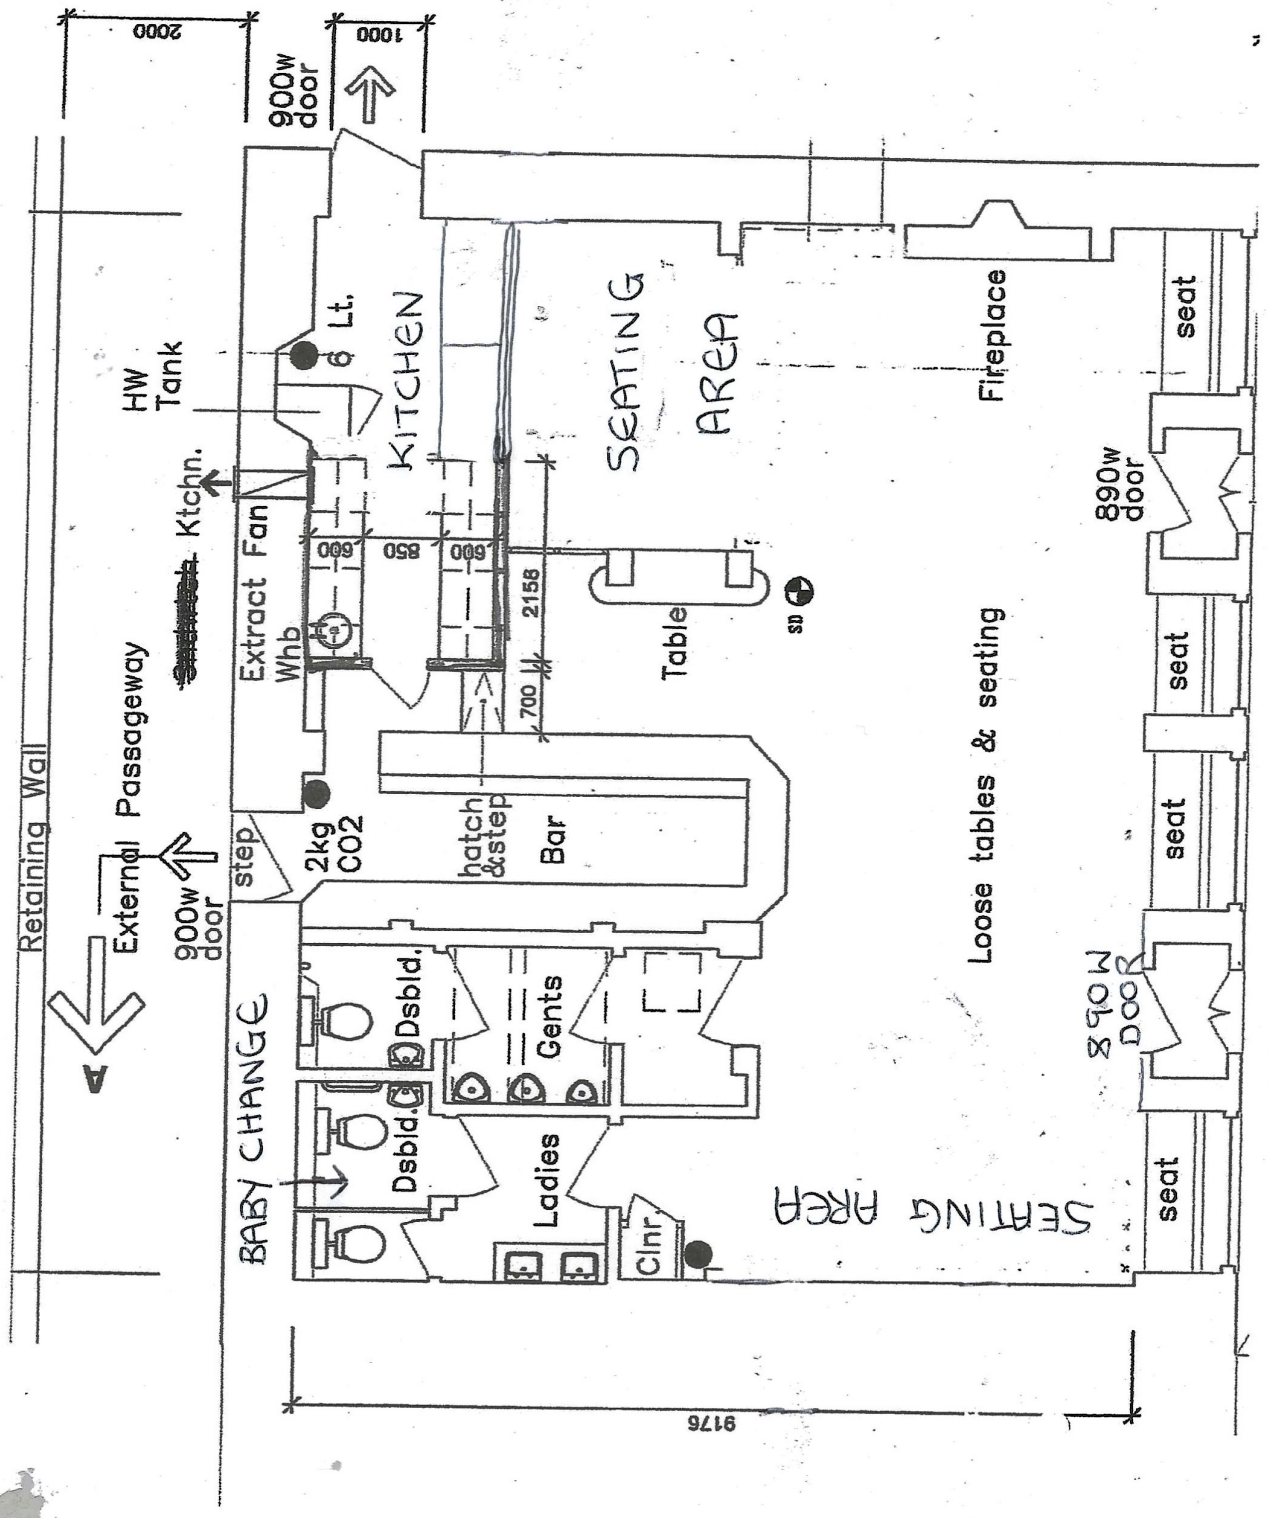 Retaining Wall
A
External Passageway
2000
BABY CHANGE
900w
door
step
Ktchn.
HW
Tank
900w
door
1000
Extract Fan
Whb
2kg
CO2
6 Lt.
KITCHEN
600
850
600
2158
700
Dsbld.
Dsbld.
hatch
&step
Bar
Gents
Ladies
Clnr
SEATING
AREA
Table
SD
SEATING AREA
Loose tables & seating
Fireplace
890W
DOOR
890w
door
seat
seat
seat
seat
9176